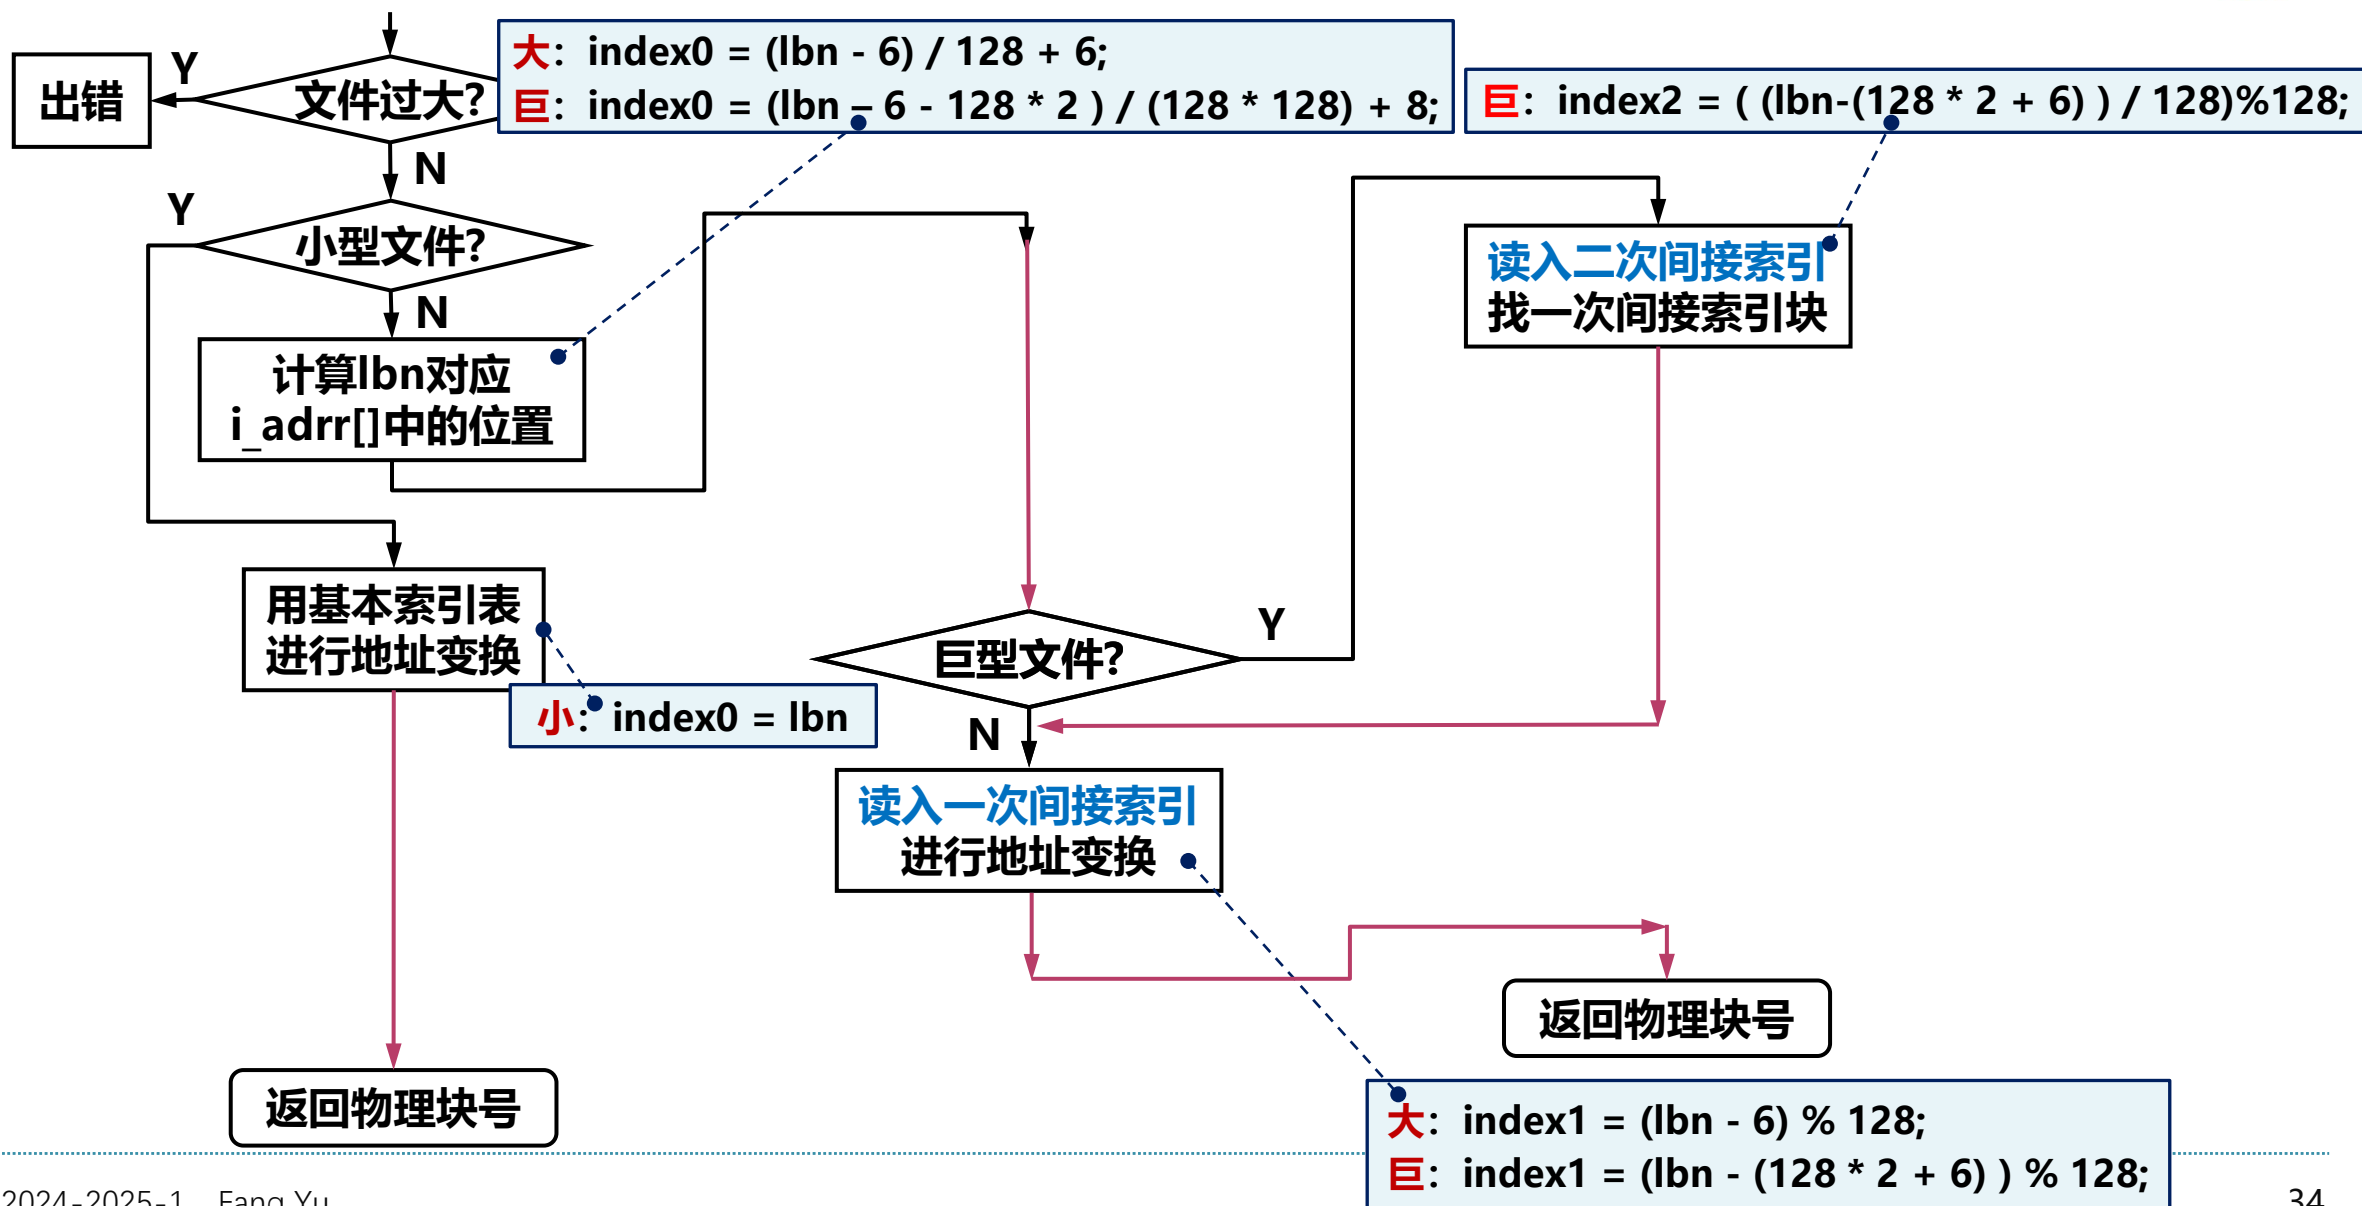 大：index0 = (lbn - 6) / 128 + 6;
巨：index0 = (lbn – 6 - 128 * 2 ) / (128 * 128) + 8;
巨：index2 = ( (lbn-(128 * 2 + 6) ) / 128)%128;
出错
Y
文件过大?
N
Y
小型文件?
N
计算lbn对应
i_adrr[]中的位置
读入二次间接索引
找一次间接索引块
用基本索引表
进行地址变换
小：index0 = lbn
巨型文件?
Y
N
读入一次间接索引
进行地址变换
返回物理块号
返回物理块号
大：index1 = (lbn - 6) % 128;
巨：index1 = (lbn - (128 * 2 + 6) ) % 128;
2024-2025-1 Fang Yu
34